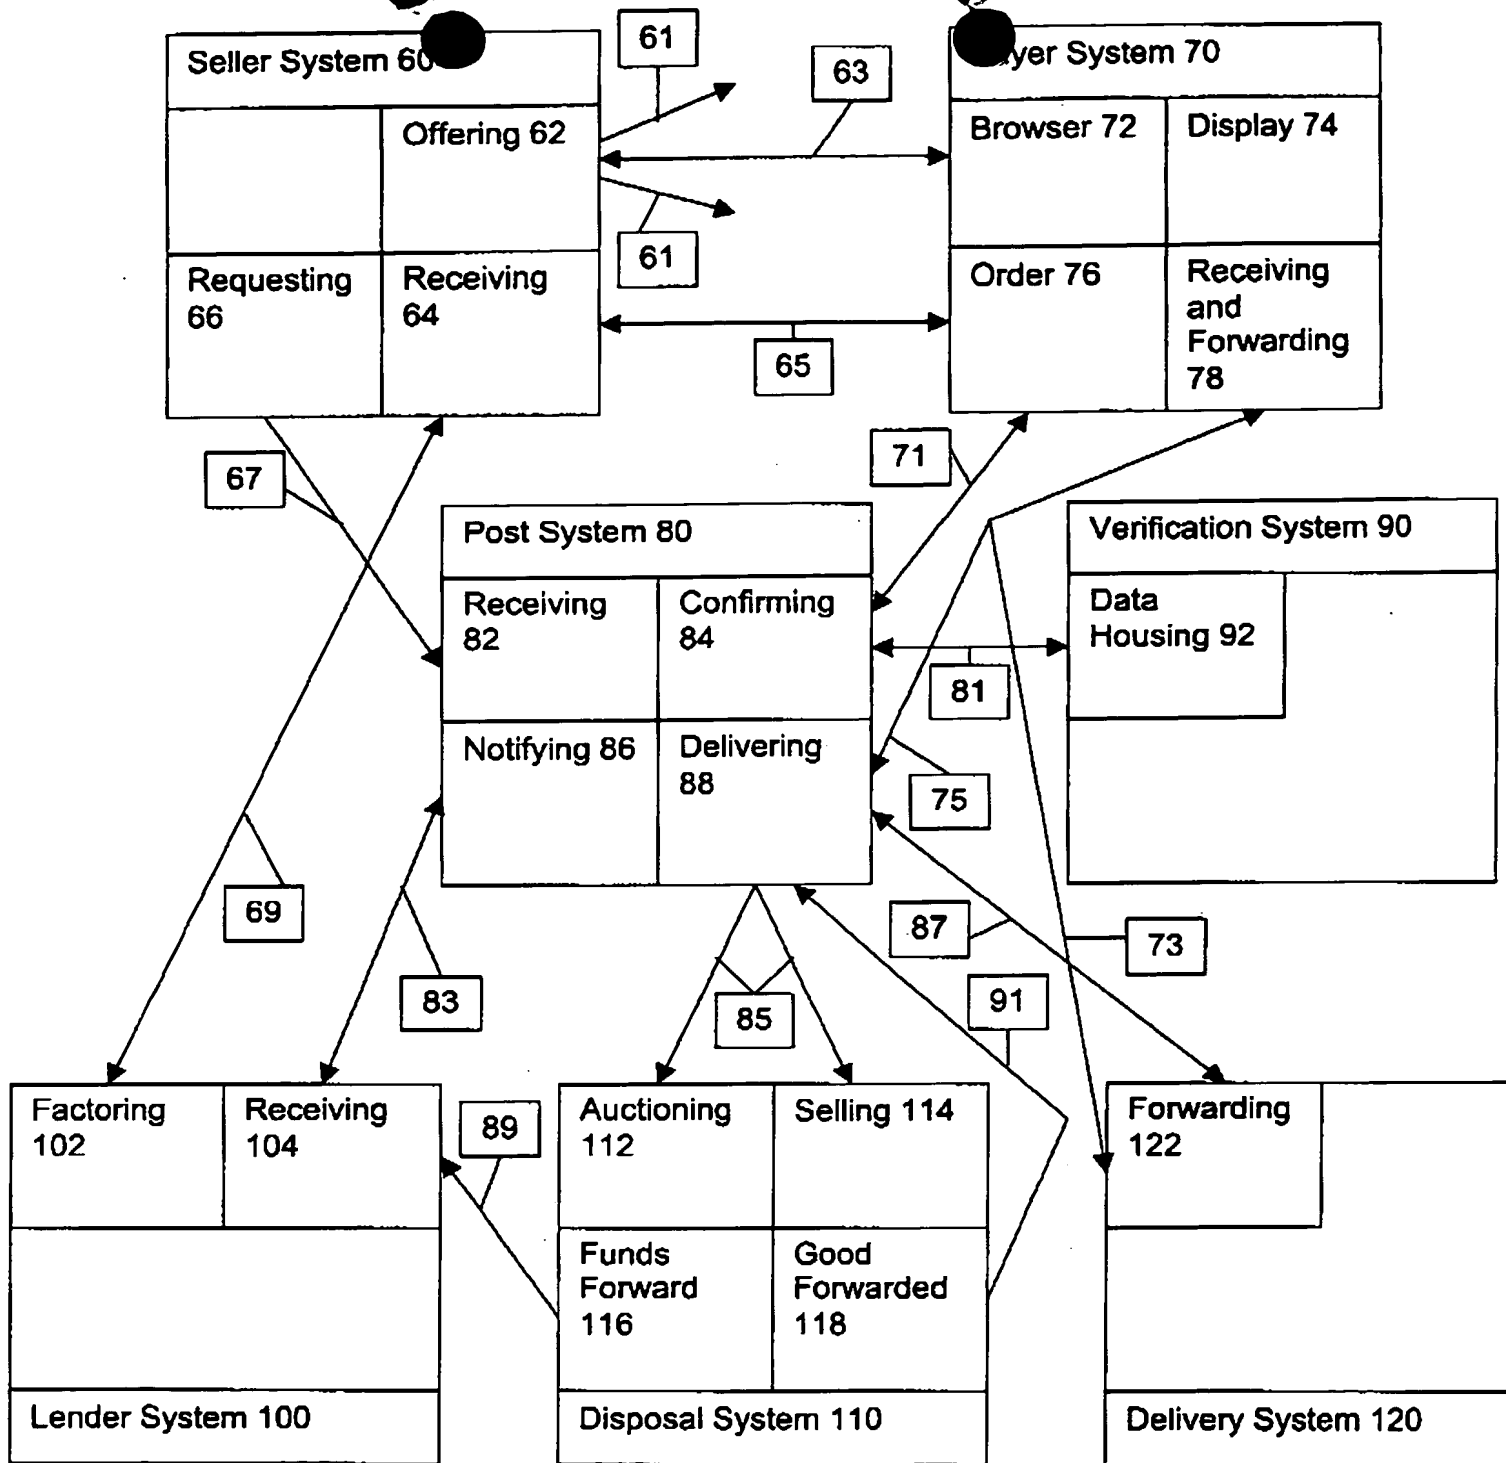 Seller System 60
61
63
System 70
Offering 62
Browser 72
Display 74
61
Requesting
66
Receiving
64
Order 76
Receiving
and
Forwarding
78
65
67
71
Post System 80
Verification System 90
Receiving
82
Confirming
84
Data
Housing 92
81
Notifying 86
Delivering
88
75
69
83
85
87
91
73
Factoring
102
Receiving
104
89
Auctioning
112
Selling 114
Forwarding
122
Funds
Forward
116
Good
Forwarded
118
Lender System 100
Disposal System 110
Delivery System 120